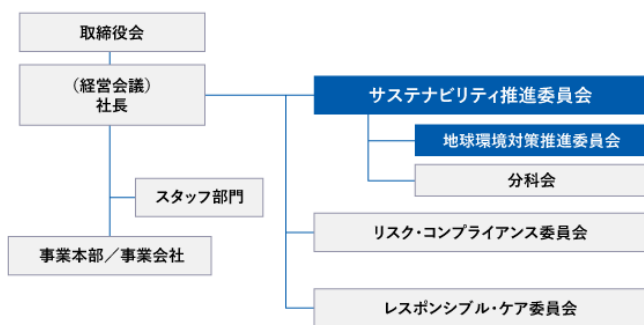 取締役会
（経営会議）
社長
サステナビリティ推進委員会
地球環境対策推進委員会
分科会
スタッフ部門
リスク・コンプライアンス委員会
事業本部／事業会社
レスポンシブル・ケア委員会